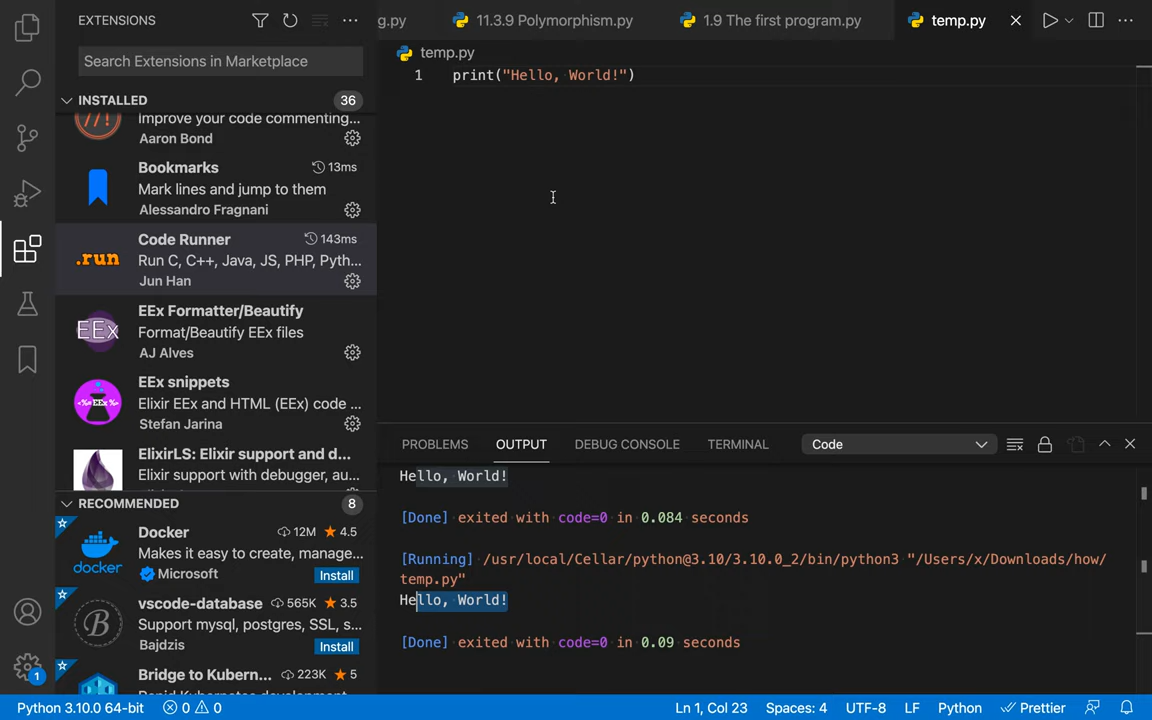 EXTENSIONS
Search Extensions in Marketplace
INSTALLED 36
//!
Improve your code commenting...
Aaron Bond
Bookmarks 13ms
Mark lines and jump to them
Alessandro Fragnani
.run
Code Runner 143ms
Run C, C++, Java, JS, PHP, Pyth...
Jun Han
EEx
EEx Formatter/Beautify
Format/Beautify EEx files
AJ Alves
<%= EEx %>
EEx snippets
Elixir EEx and HTML (EEx) code ...
Stefan Jarina
ElixirLS: Elixir support and d...
Elixir support with debugger, au...
RECOMMENDED 8
docker
Docker 12M 4.5
Makes it easy to create, manage...
Microsoft Install
B
vscode-database 565K 3.5
Support mysql, postgres, SSL, s...
Bajdzis Install
Bridge to Kubern... 223K 5
Rapid Kubernetes development
g.py 11.3.9 Polymorphism.py 1.9 The first program.py temp.py
temp.py
1 print("Hello, World!")
PROBLEMS OUTPUT DEBUG CONSOLE TERMINAL Code
Hello, World!
[Done] exited with code=0 in 0.084 seconds
[Running] /usr/local/Cellar/python@3.10/3.10.0_2/bin/python3 "/Users/x/Downloads/how/
temp.py"
Hello, World!
[Done] exited with code=0 in 0.09 seconds
1
Python 3.10.0 64-bit 0 0 Ln 1, Col 23 Spaces: 4 UTF-8 LF Python Prettier